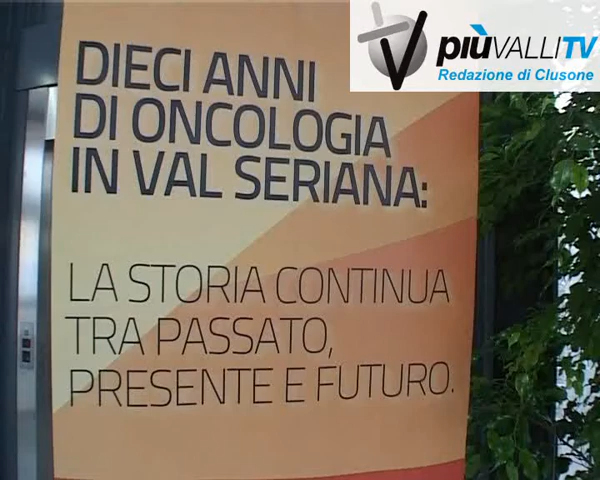 piùVALLITV
Redazione di Clusone
DIECI ANNI
DI ONCOLOGIA
IN VAL SERIANA:
LA STORIA CONTINUA
TRA PASSATO,
PRESENTE E FUTURO.